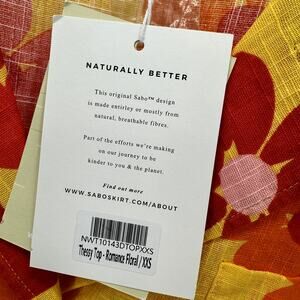 NATURALLY BETTER
This original Sabo™ design
is made entirley or mostly from
natural, breathable fibres.
Part of the efforts we're making
on our journey to be
kinder to you & the planet.
Find out more
WWW.SABOSKIRT.COM/ABOUT
NWT10143DTOPXXS
Thessy Top - Romance Floral / XXS